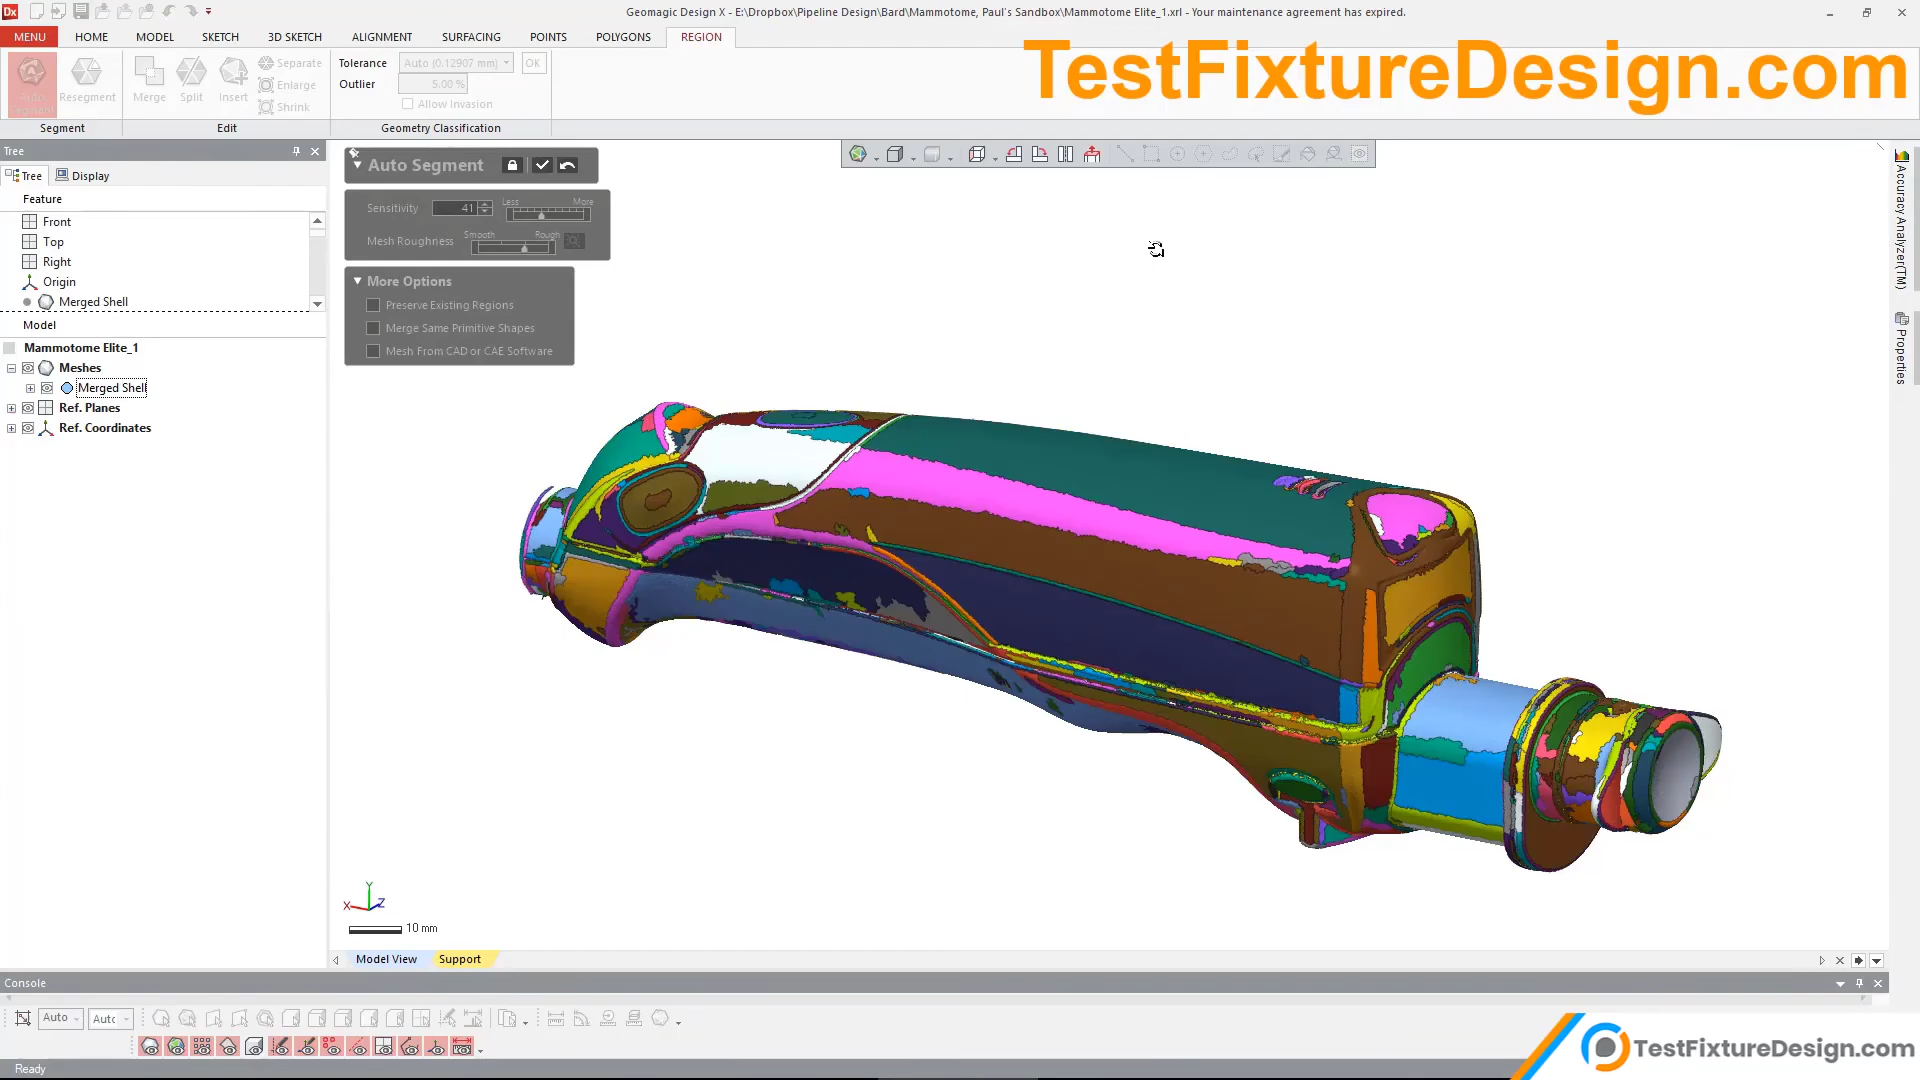 Dx
Geomagic Design X - E:\Dropbox\Pipeline Design\Bard\Mammotome, Paul's Sandbox\Mammotome Elite_1.xrl - Your maintenance agreement has expired.
MENU HOME MODEL SKETCH 3D SKETCH ALIGNMENT SURFACING POINTS POLYGONS REGION
TestFixtureDesign.com
Auto
Segment
Resegment
Merge
Split
Insert
Separate
Enlarge
Shrink
Tolerance Auto (0.12907 mm) OK
Outlier 5.00 %
Allow Invasion
Segment Edit Geometry Classification
Tree
Tree Display
Feature
Front
Top
Right
Origin
Merged Shell
Model
Mammotome Elite_1
Meshes
Merged Shell
Ref. Planes
Ref. Coordinates
Auto Segment
Sensitivity 41 Less More
Mesh Roughness Smooth Rough
More Options
Preserve Existing Regions
Merge Same Primitive Shapes
Mesh From CAD or CAE Software
Accuracy Analyzer(TM)
Properties
Y
X Z
10 mm
Model View Support
Console
Auto Auto
TestFixtureDesign.com
Ready